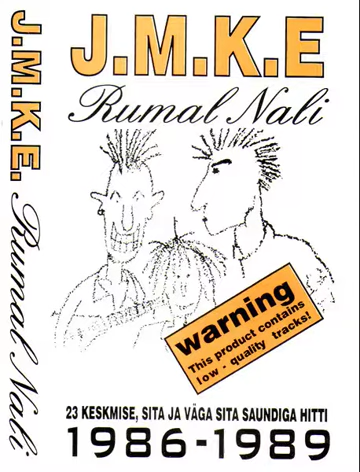 J.M.K.E. Rumal Nali
J.M.K.E
Rumal Nali
warning
This product contains
low - quality tracks!
23 KESKMISE, SITA JA VÄGA SITA SAUNDIGA HITTI
1986-1989